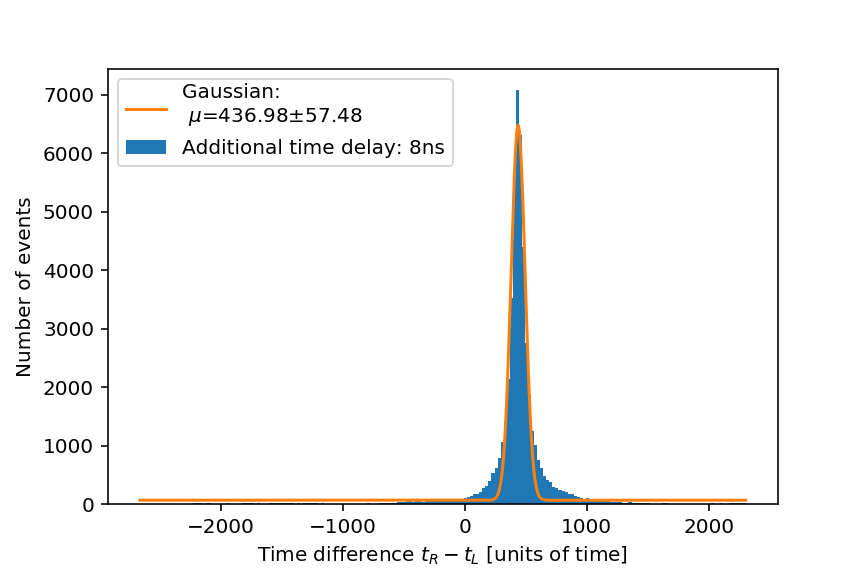 Gaussian:
μ=436.98±57.48
Additional time delay: 8ns
Number of events
7000
6000
5000
4000
3000
2000
1000
0
−2000
−1000
0
1000
2000
Time difference t_R − t_L [units of time]